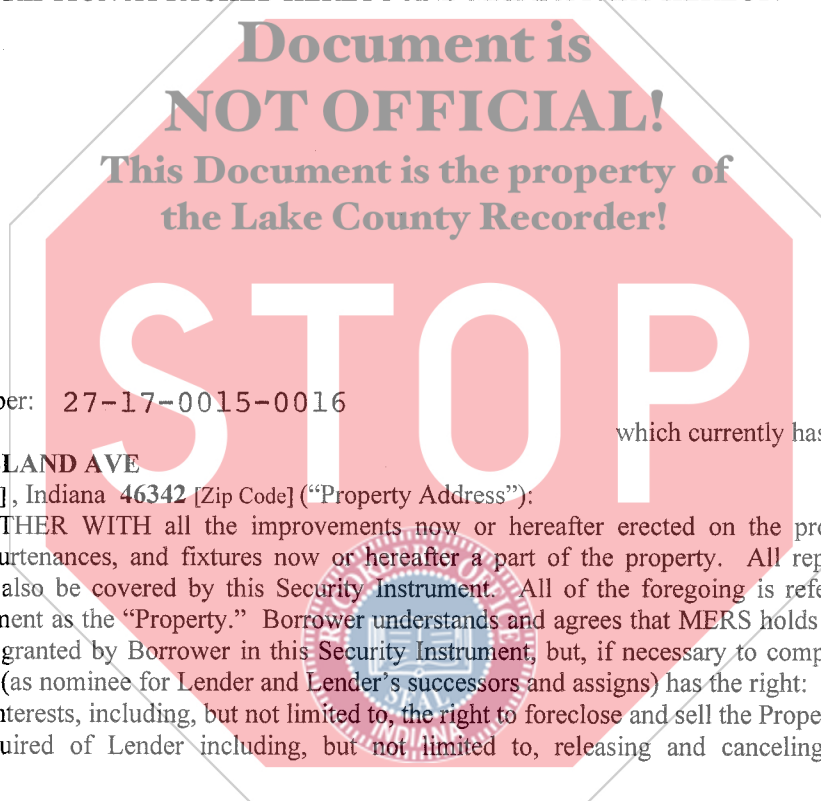 Document is
NOT OFFICIAL!
This Document is the property of
the Lake County Recorder!
STOP
ber: 27-17-0015-0016
which currently has
LAND AVE
], Indiana 46342 [Zip Code] (“Property Address”):
THER WITH all the improvements now or hereafter erected on the pro
urtenances, and fixtures now or hereafter a part of the property. All rep
also be covered by this Security Instrument. All of the foregoing is refe
nent as the “Property.” Borrower understands and agrees that MERS holds
granted by Borrower in this Security Instrument, but, if necessary to comp
(as nominee for Lender and Lender’s successors and assigns) has the right:
nterests, including, but not limited to, the right to foreclose and sell the Prope
uired of Lender including, but not limited to, releasing and canceling
RECORDER'S OFFICE
SEAL
INDIANA